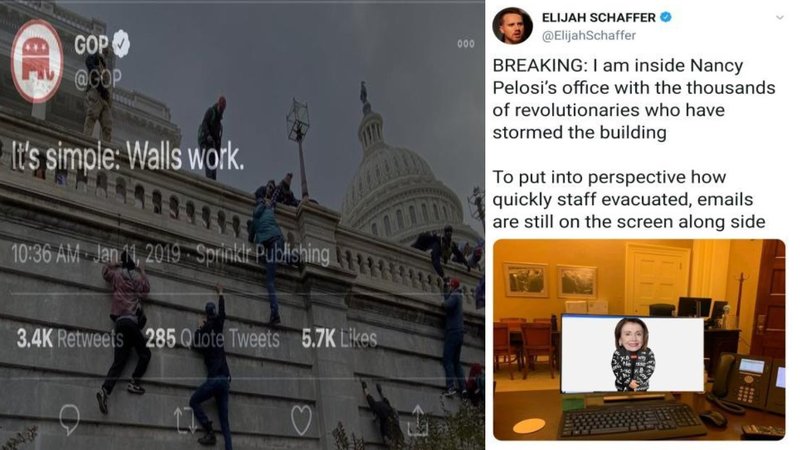 GOP
@GOP
It's simple: Walls work.
10:36 AM · Jan 11, 2019 · Sprinklr Publishing
3.4K Retweets 285 Quote Tweets 5.7K Likes
ELIJAH SCHAFFER
@ElijahSchaffer
BREAKING: I am inside Nancy
Pelosi's office with the thousands
of revolutionaries who have
stormed the building
To put into perspective how
quickly staff evacuated, emails
are still on the screen along side